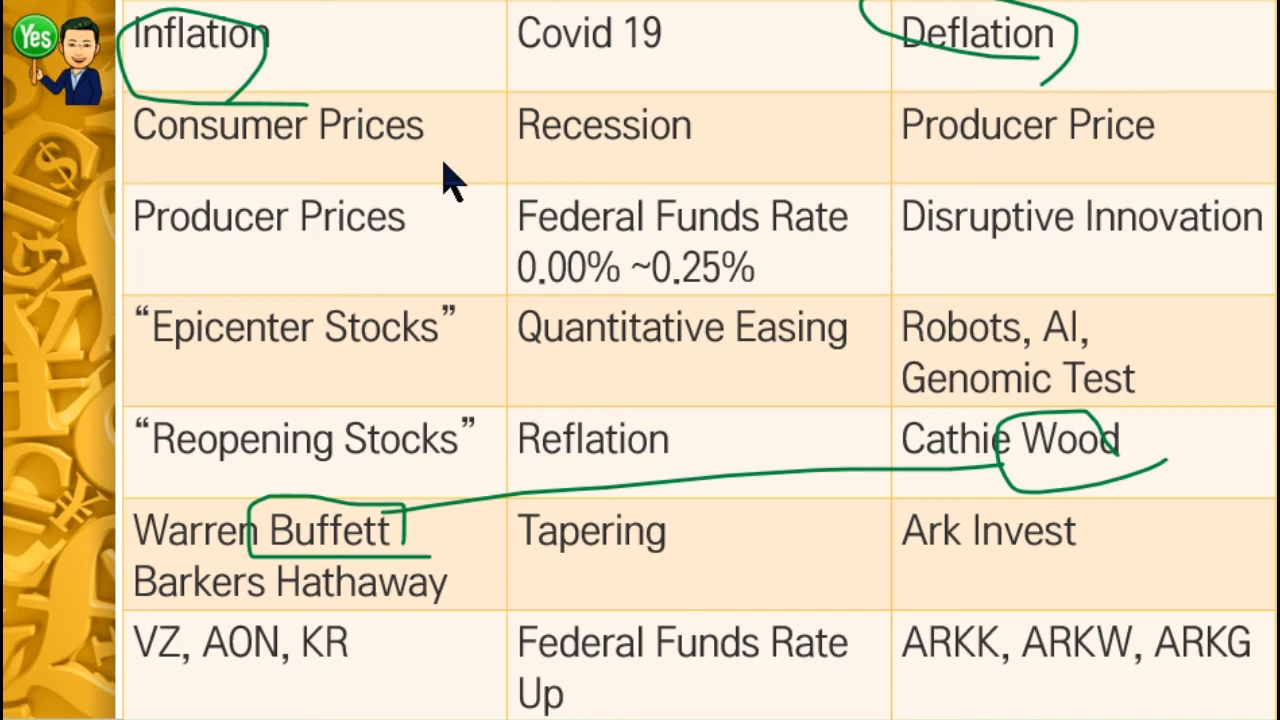 Yes
Inflation
Covid 19
Deflation
Consumer Prices
Recession
Producer Price
Producer Prices
Federal Funds Rate
0.00% ~0.25%
Disruptive Innovation
“Epicenter Stocks”
Quantitative Easing
Robots, AI,
Genomic Test
“Reopening Stocks”
Reflation
Cathie Wood
Warren Buffett
Barkers Hathaway
Tapering
Ark Invest
VZ, AON, KR
Federal Funds Rate
Up
ARKK, ARKW, ARKG